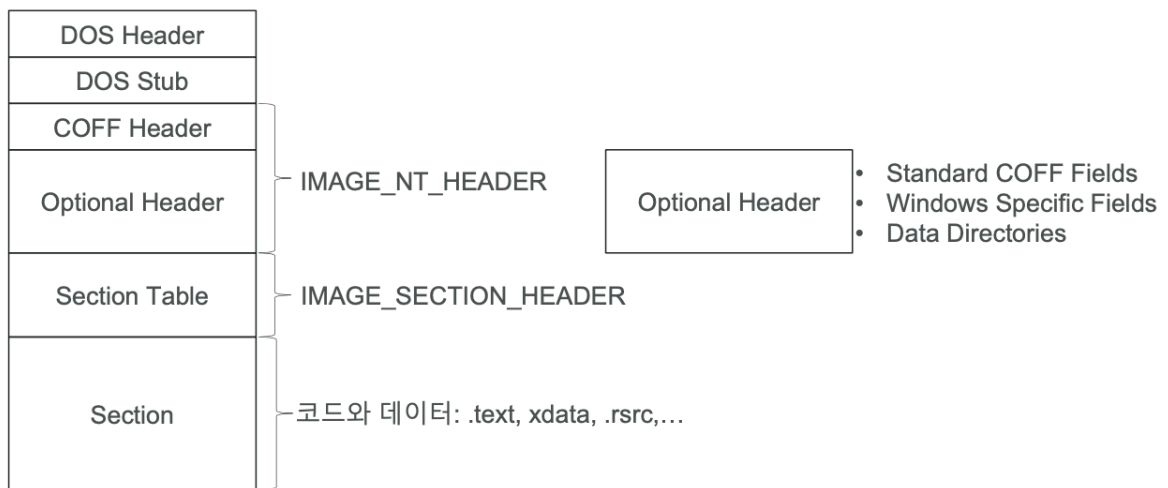 DOS Header
DOS Stub
COFF Header
Optional Header
IMAGE_NT_HEADER
Section Table
IMAGE_SECTION_HEADER
Section
코드와 데이터: .text, xdata, .rsrc,…
Optional Header
• Standard COFF Fields
• Windows Specific Fields
• Data Directories